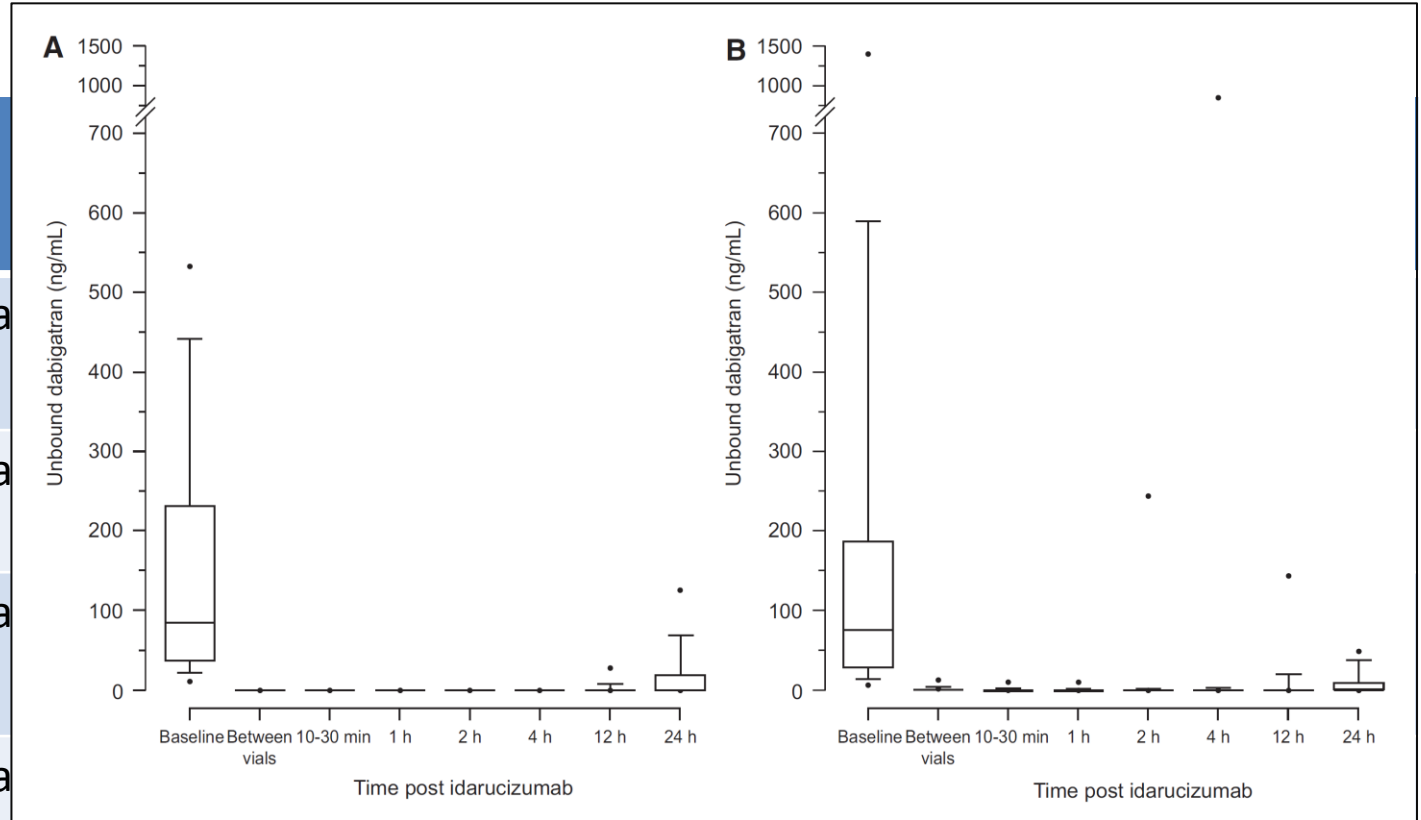 A
1500
1000
700
600
500
400
300
200
100
0
Unbound dabigatran (ng/mL)
Baseline Between vials 10-30 min 1 h 2 h 4 h 12 h 24 h
Time post idarucizumab
B
1500
1000
700
600
500
400
300
200
100
0
Unbound dabigatran (ng/mL)
Baseline Between vials 10-30 min 1 h 2 h 4 h 12 h 24 h
Time post idarucizumab
a
a
a
a